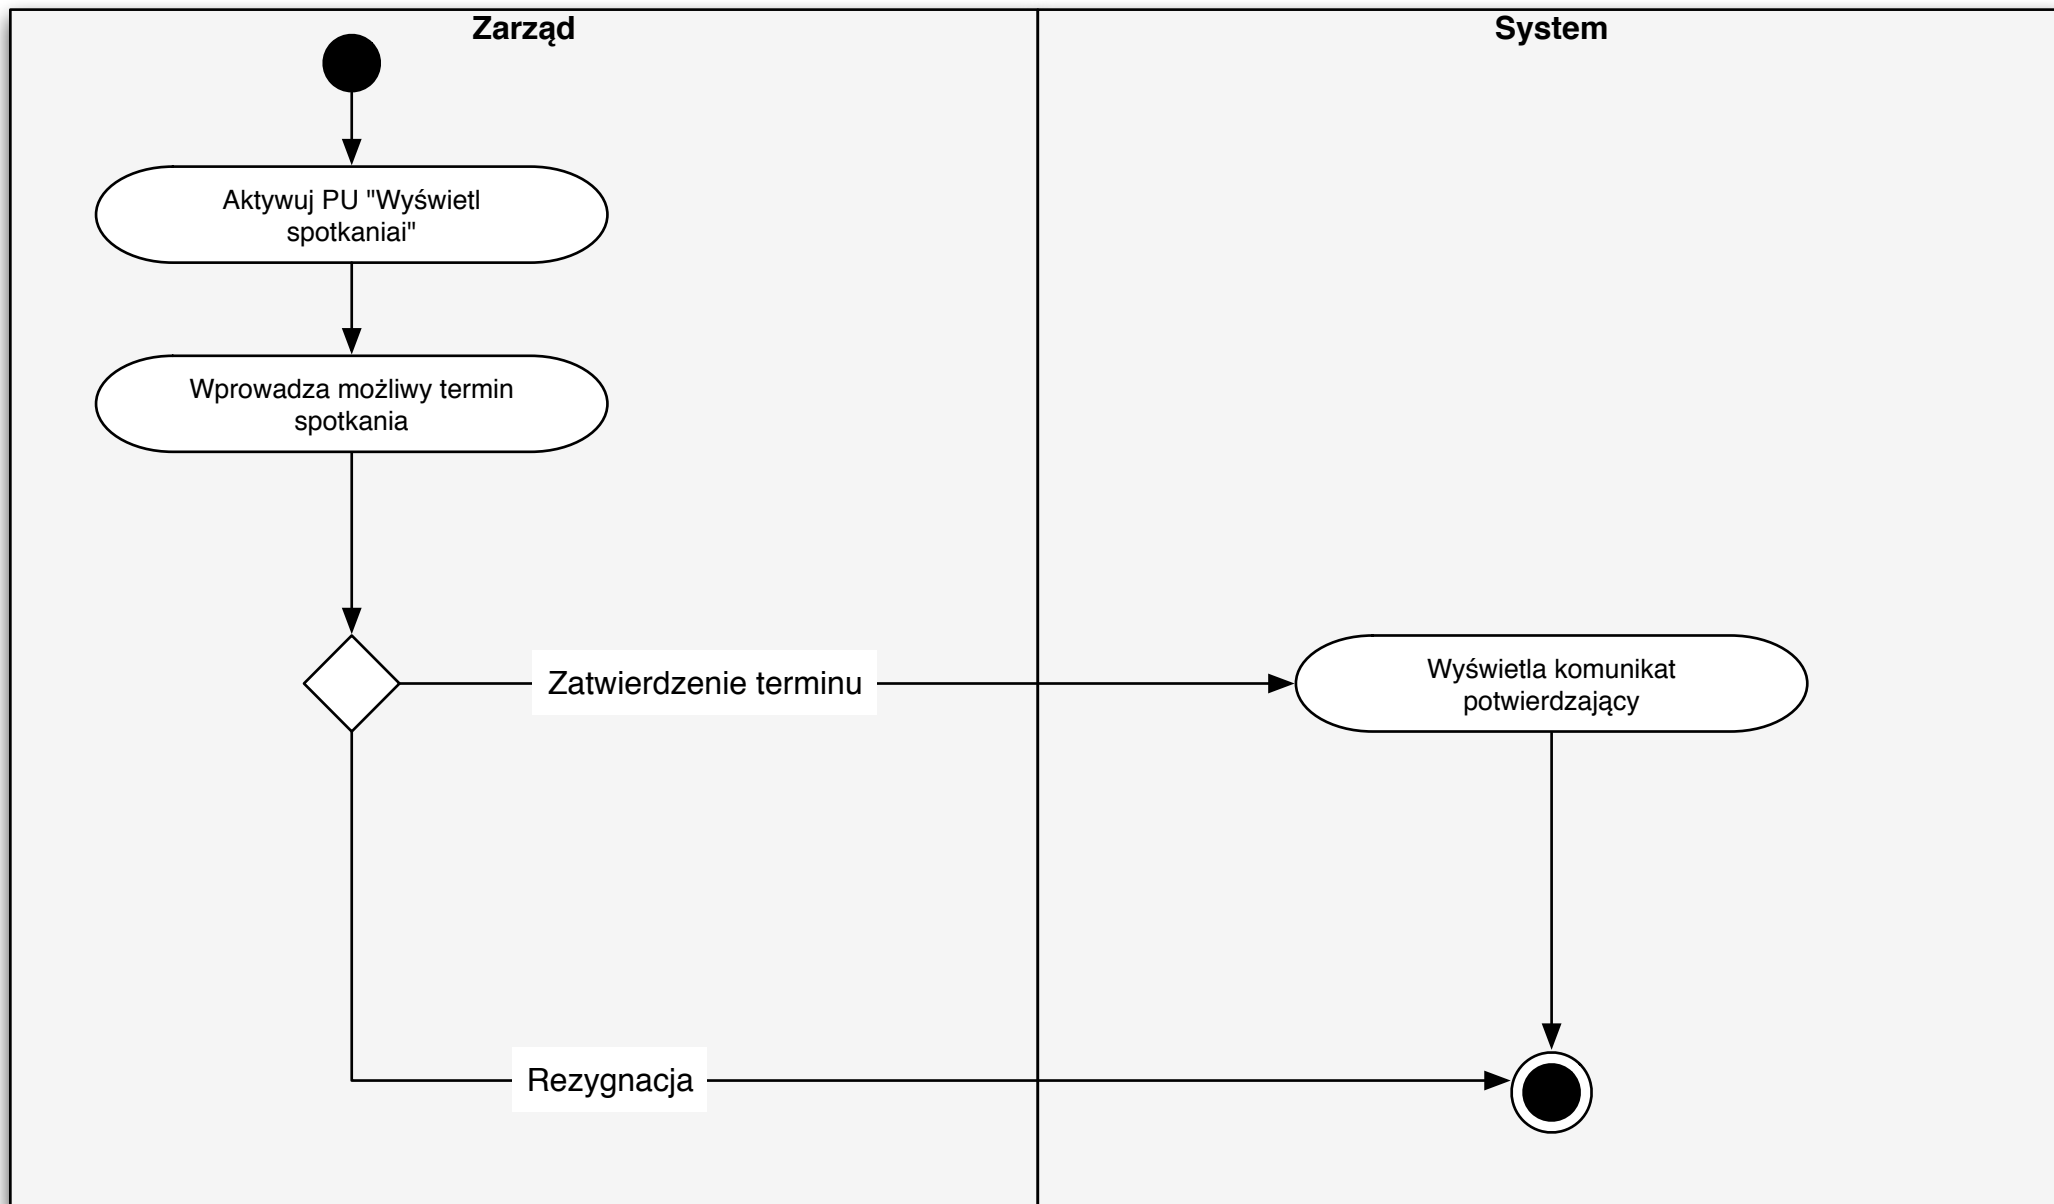 Zarząd
System
Aktywuj PU "Wyświetl
spotkaniai"
Wprowadza możliwy termin
spotkania
Zatwierdzenie terminu
Wyświetla komunikat
potwierdzający
Rezygnacja